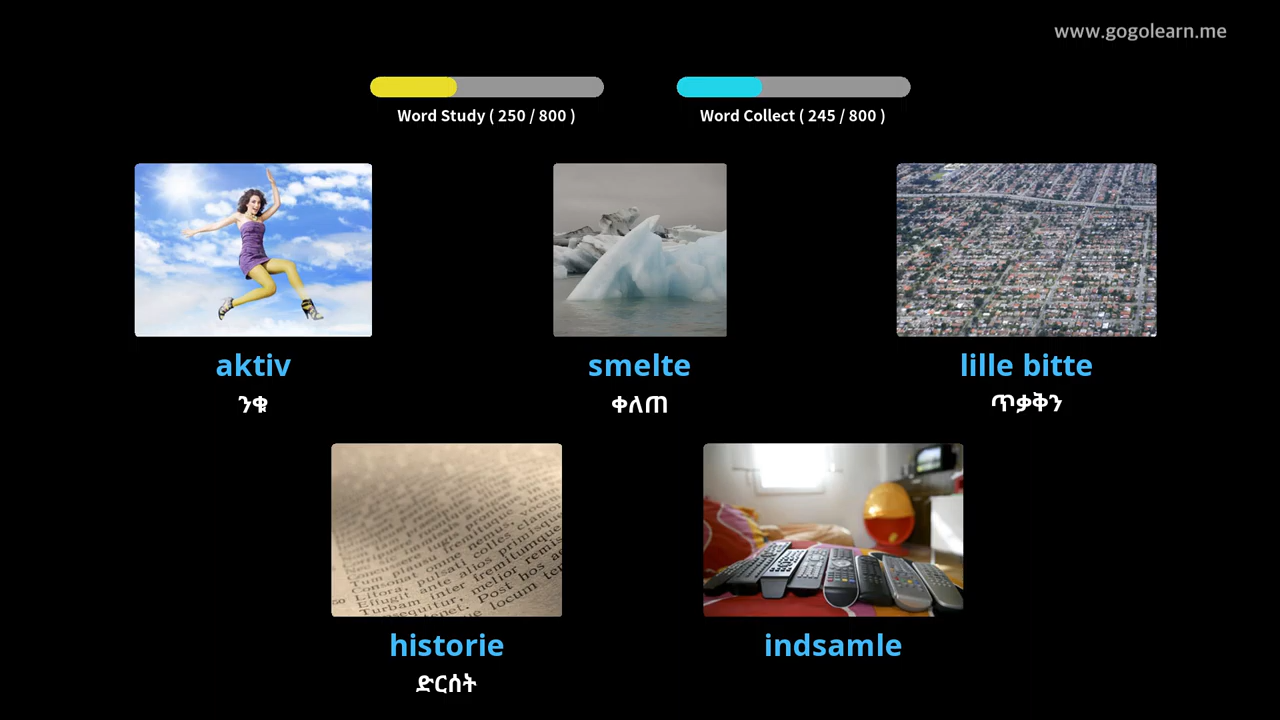 www.gogolearn.me
Word Study ( 250 / 800 )
Word Collect ( 245 / 800 )
aktiv
ንቁ
smelte
ቀለጠ
lille bitte
ጥቃቅን
historie
ድርሰት
indsamle